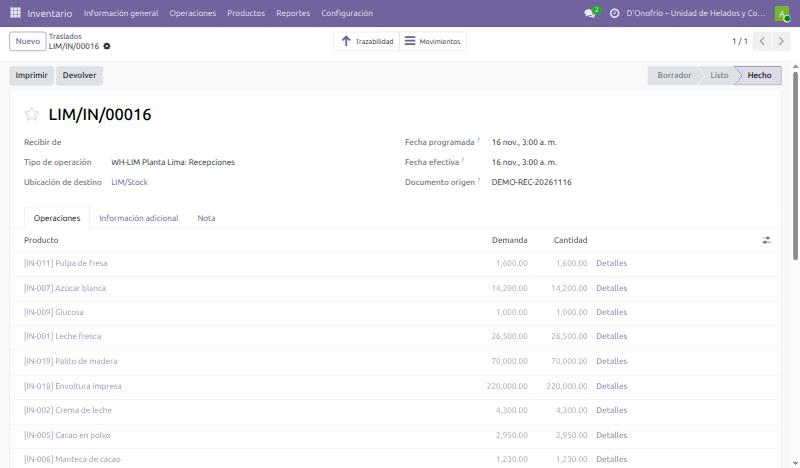 Inventario Información general Operaciones Productos Reportes Configuración 2 D'Onofrio – Unidad de Helados y Co... A
Nuevo Traslados
LIM/IN/00016
Trazabilidad Movimientos
1 / 1
Imprimir Devolver Borrador Listo Hecho
LIM/IN/00016
Recibir de Fecha programada ? 16 nov., 3:00 a. m.
Tipo de operación WH-LIM Planta Lima: Recepciones Fecha efectiva ? 16 nov., 3:00 a. m.
Ubicación de destino LIM/Stock Documento origen ? DEMO-REC-20261116
Operaciones Información adicional Nota
Producto Demanda Cantidad
[IN-011] Pulpa de fresa 1,600.00 1,600.00 Detalles
[IN-007] Azúcar blanca 14,200.00 14,200.00 Detalles
[IN-009] Glucosa 1,000.00 1,000.00 Detalles
[IN-001] Leche fresca 26,500.00 26,500.00 Detalles
[IN-019] Palito de madera 70,000.00 70,000.00 Detalles
[IN-018] Envoltura impresa 220,000.00 220,000.00 Detalles
[IN-002] Crema de leche 4,300.00 4,300.00 Detalles
[IN-005] Cacao en polvo 2,950.00 2,950.00 Detalles
[IN-006] Manteca de cacao 1,230.00 1,230.00 Detalles